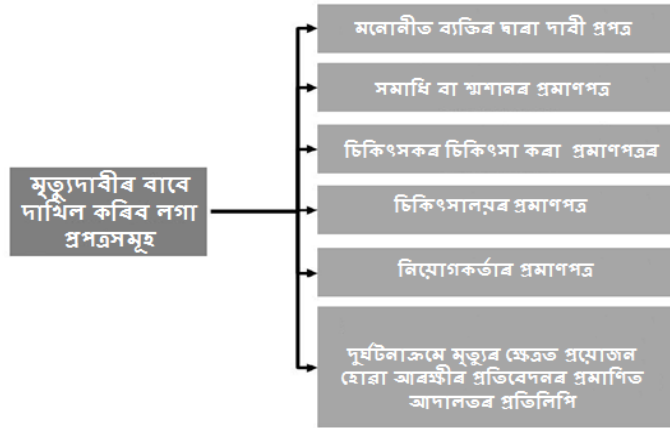 মৃত্যুদাবীৰ বাবে
দাখিল কৰিব লগা
প্ৰপত্ৰসমূহ
মনোনীত ব্যক্তিৰ দ্বাৰা দাবী প্ৰপত্ৰ
সমাধি বা শ্মশানৰ প্ৰমাণপত্ৰ
চিকিৎসকৰ চিকিৎসা কৰা প্ৰমাণপত্ৰৰ
চিকিৎসালয়ৰ প্ৰমাণপত্ৰ
নিয়োগকৰ্তাৰ প্ৰমাণপত্ৰ
দুৰ্ঘটনাক্ৰমে মৃত্যুৰ ক্ষেত্ৰত প্ৰয়োজন
হোৱা আৰক্ষীৰ প্ৰতিবেদনৰ প্ৰমাণিত
আদালতৰ প্ৰতিলিপি